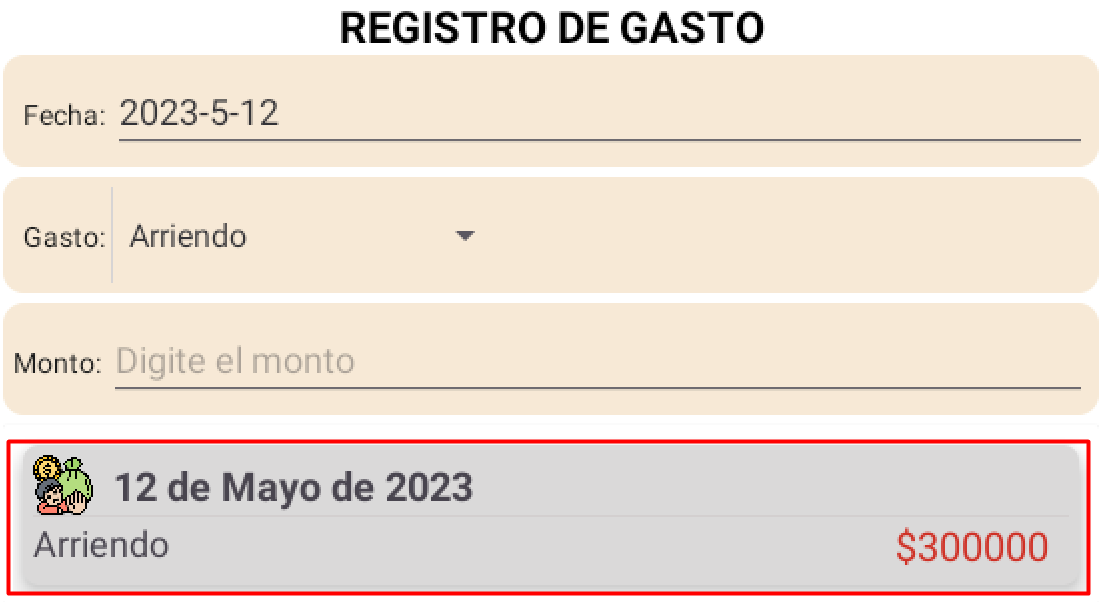 REGISTRO DE GASTO
Fecha: 2023-5-12
Gasto: Arriendo
Monto: Digite el monto
12 de Mayo de 2023
Arriendo $300000